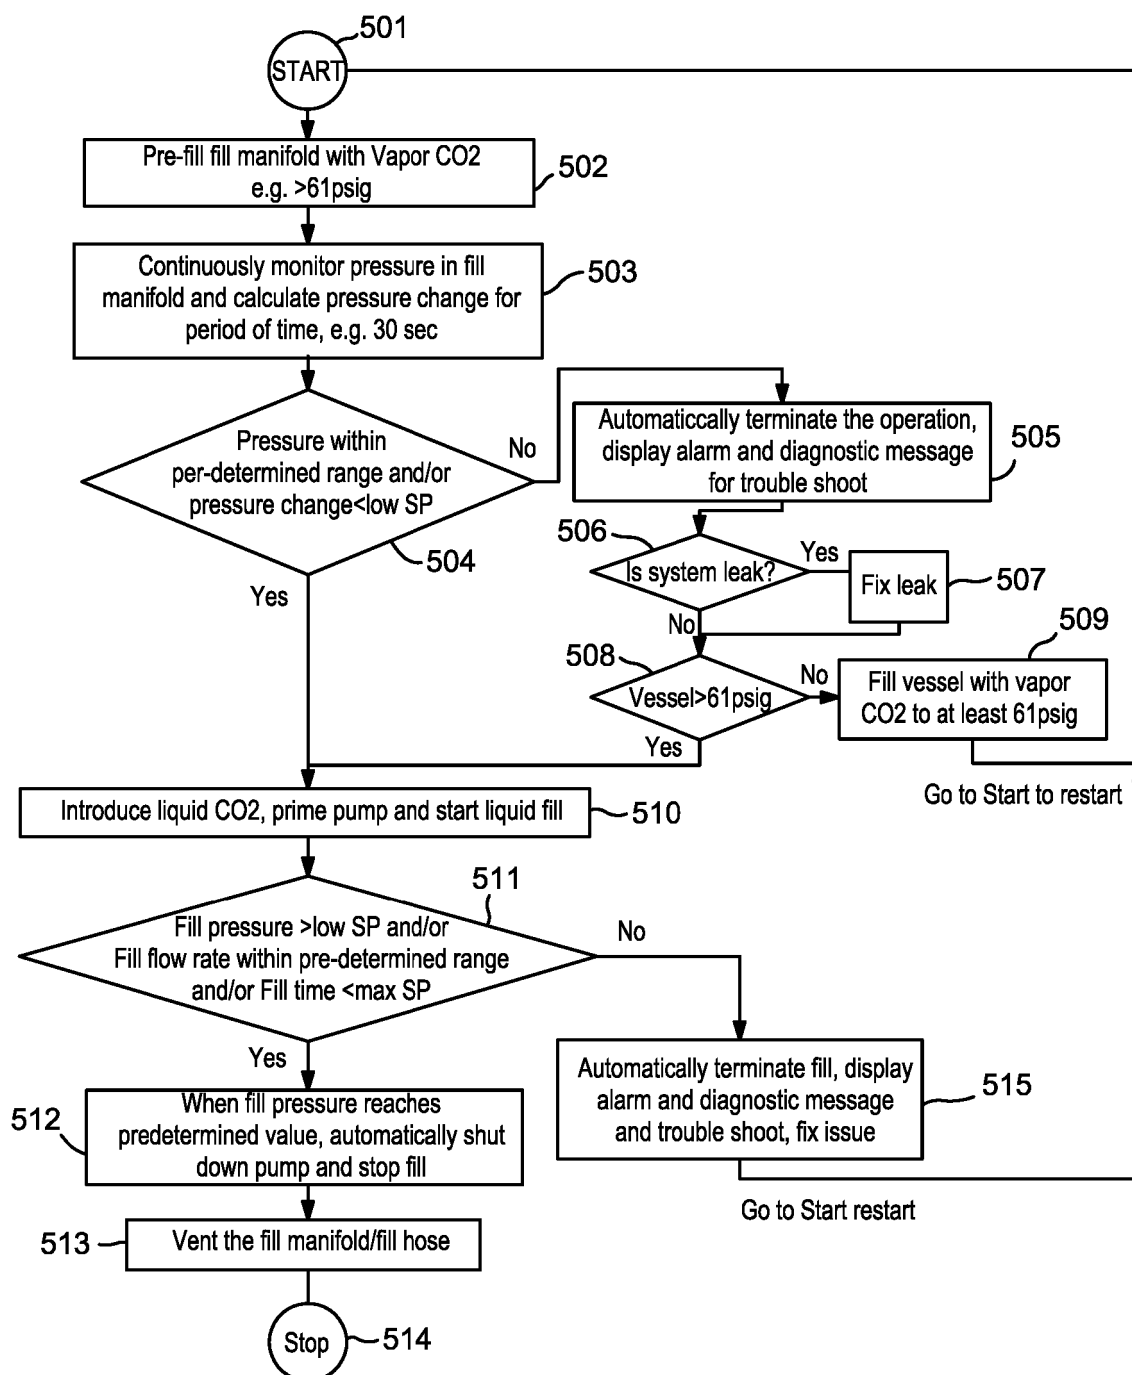 501
START
Pre-fill fill manifold with Vapor CO2
e.g. >61psig
502
Continuously monitor pressure in fill
manifold and calculate pressure change for
period of time, e.g. 30 sec
503
Pressure within
per-determined range and/or
pressure change<low SP
504
No
Yes
Automaticcally terminate the operation,
display alarm and diagnostic message
for trouble shoot
505
506
Is system leak?
Yes
No
Fix leak
507
508
Vessel>61psig
No
Yes
509
Fill vessel with vapor
CO2 to at least 61psig
Go to Start to restart
Introduce liquid CO2, prime pump and start liquid fill
510
511
Fill pressure >low SP and/or
Fill flow rate within pre-determined range
and/or Fill time <max SP
No
Yes
Automatically terminate fill, display
alarm and diagnostic message
and trouble shoot, fix issue
515
Go to Start restart
512
When fill pressure reaches
predetermined value, automatically shut
down pump and stop fill
513
Vent the fill manifold/fill hose
Stop
514